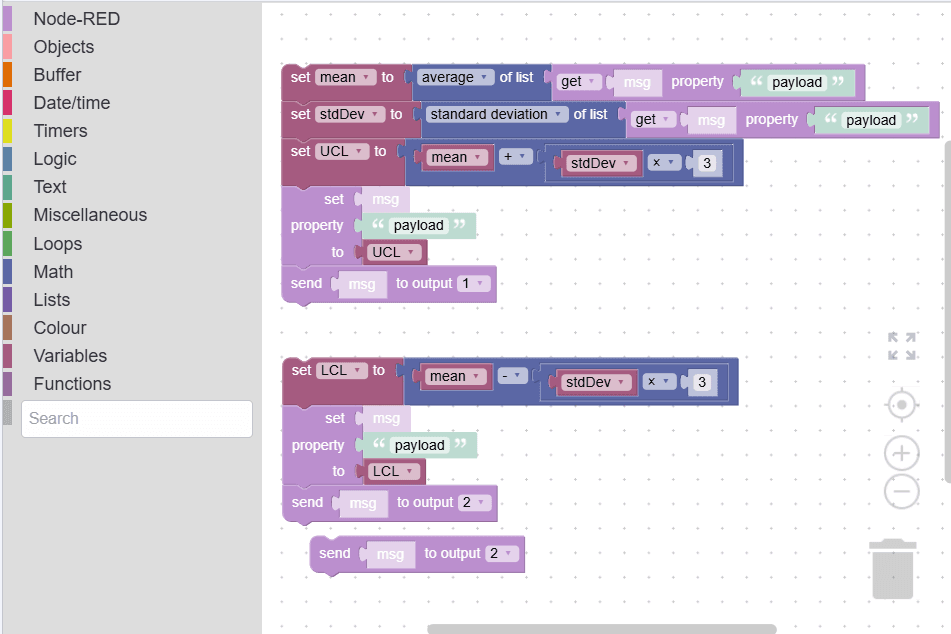 Node-RED
Objects
Buffer
Date/time
Timers
Logic
Text
Miscellaneous
Loops
Math
Lists
Colour
Variables
Functions
Search
set mean to average of list get msg property “ payload ”
set stdDev to standard deviation of list get msg property “ payload ”
set UCL to mean + stdDev × 3
set msg
property “ payload ”
to UCL
send msg to output 1
set LCL to mean - stdDev × 3
set msg
property “ payload ”
to LCL
send msg to output 2
send msg to output 2